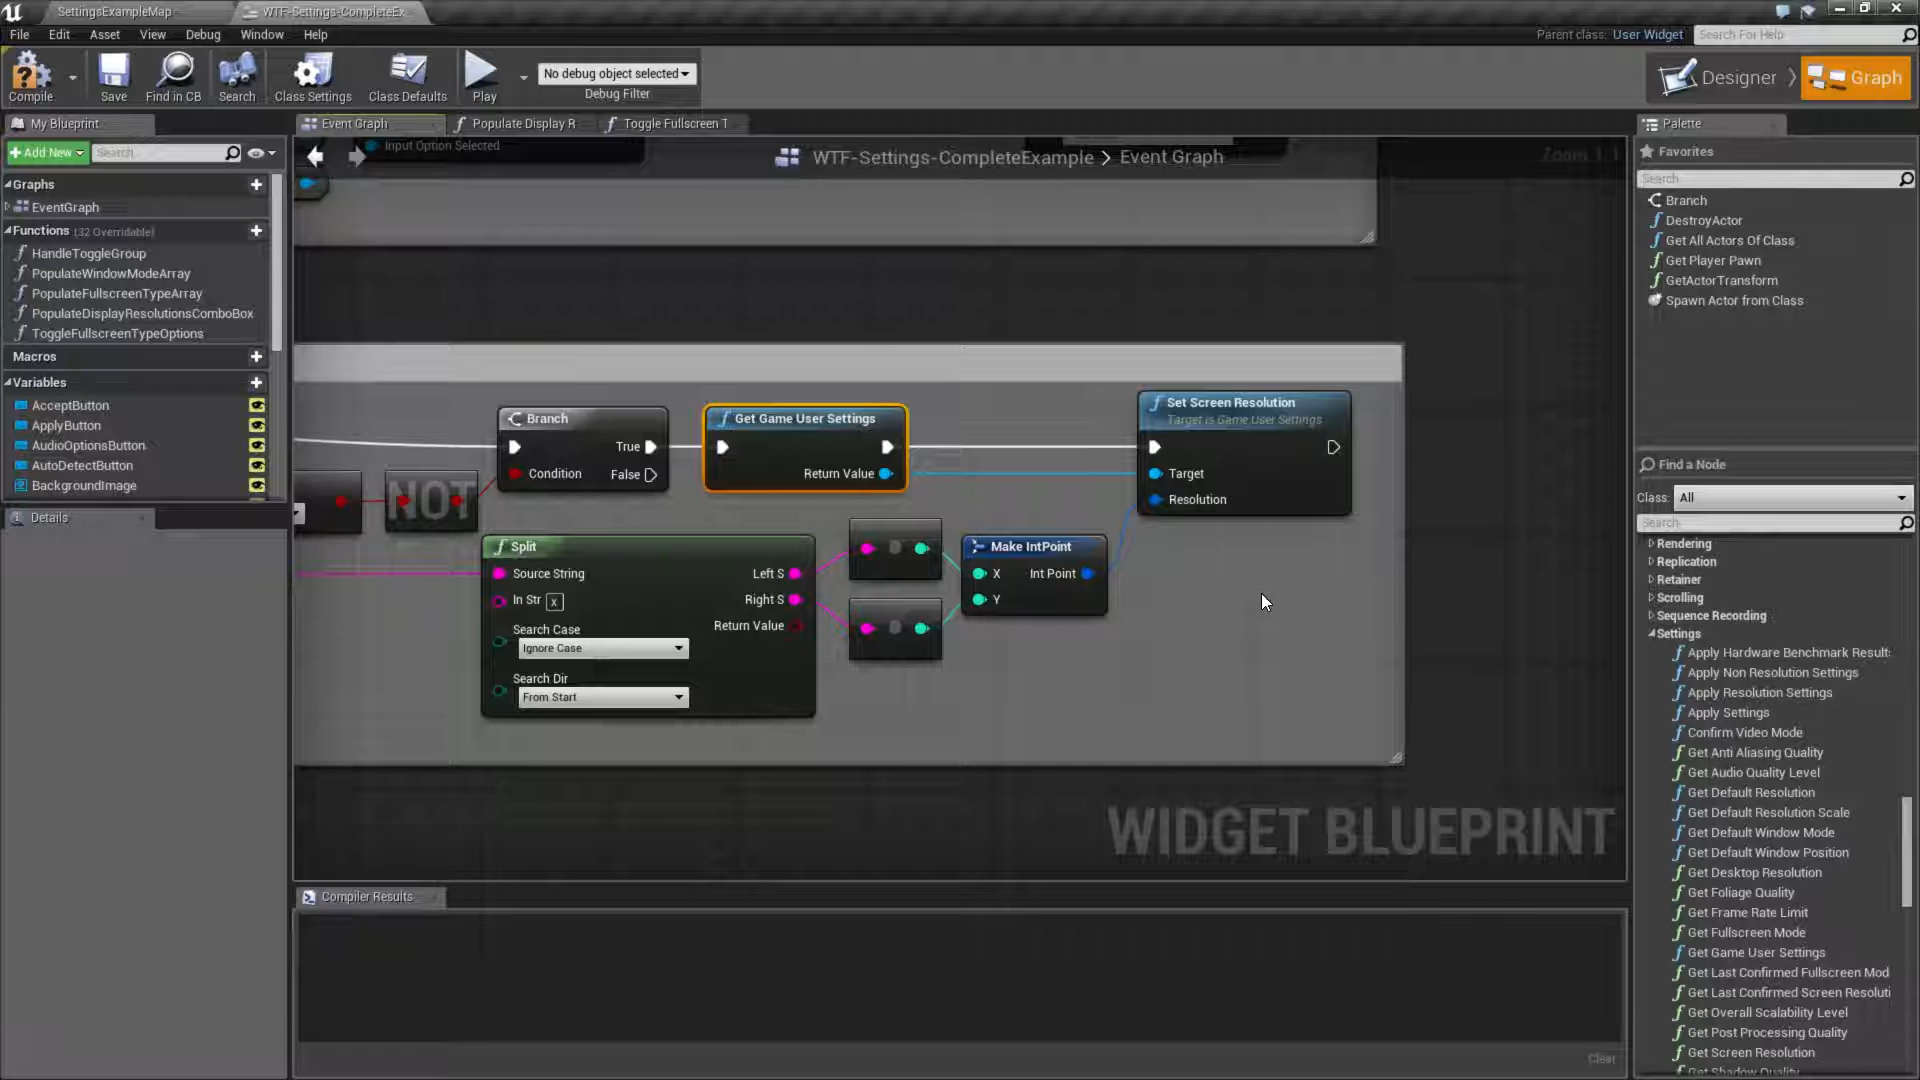 SettingsExampleMap
WTF-Settings-CompleteEx
File Edit Asset View Debug Window Help
Parent class: User Widget
Search For Help
Compile
Save
Find in CB
Search
Class Settings
Class Defaults
Play
No debug object selected
Debug Filter
Designer
Graph
My Blueprint
Event Graph
Populate Display R
Toggle Fullscreen T
Palette
Add New
Search
Input Option Selected
WTF-Settings-CompleteExample > Event Graph
Zoom 1:1
Favorites
Search
Graphs
EventGraph
Functions (32 Overridable)
HandleToggleGroup
PopulateWindowModeArray
PopulateFullscreenTypeArray
PopulateDisplayResolutionsComboBox
ToggleFullscreenTypeOptions
Macros
Variables
AcceptButton
ApplyButton
AudioOptionsButton
AutoDetectButton
BackgroundImage
Details
Branch
DestroyActor
Get All Actors Of Class
Get Player Pawn
GetActorTransform
Spawn Actor from Class
Branch
True
Condition
False
Get Game User Settings
Return Value
Set Screen Resolution
Target is Game User Settings
Target
Resolution
NOT
Split
Source String
Left S
In Str x
Right S
Return Value
Search Case
Ignore Case
Search Dir
From Start
Make IntPoint
X
Int Point
Y
WIDGET BLUEPRINT
Find a Node
Class: All
Search
Rendering
Replication
Retainer
Scrolling
Sequence Recording
Settings
Apply Hardware Benchmark Result
Apply Non Resolution Settings
Apply Resolution Settings
Apply Settings
Confirm Video Mode
Get Anti Aliasing Quality
Get Audio Quality Level
Get Default Resolution
Get Default Resolution Scale
Get Default Window Mode
Get Default Window Position
Get Desktop Resolution
Get Foliage Quality
Get Frame Rate Limit
Get Fullscreen Mode
Get Game User Settings
Get Last Confirmed Fullscreen Mod
Get Last Confirmed Screen Resoluti
Get Overall Scalability Level
Get Post Processing Quality
Get Screen Resolution
Get Shadow Quality
Compiler Results
Clear